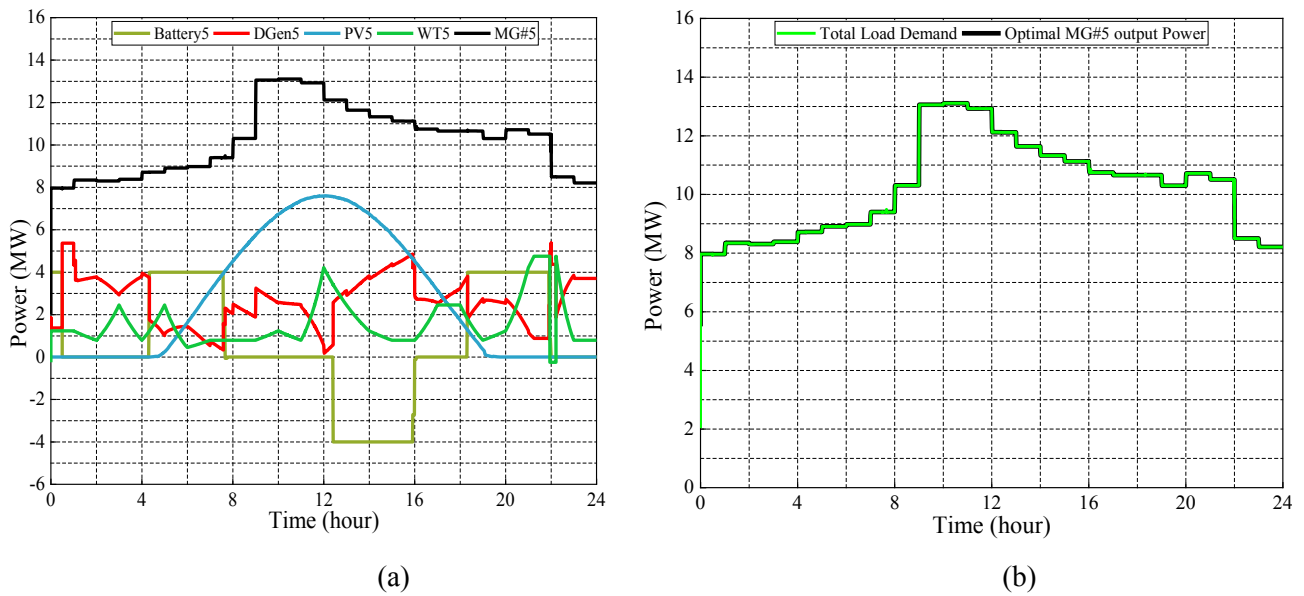 Battery5 DGen5 PV5 WT5 MG#5
16
14
12
10
8
6
4
2
0
-2
-4
-6
Power (MW)
0 4 8 12 16 20 24
Time (hour)
(a)
Total Load Demand Optimal MG#5 output Power
16
14
12
10
8
6
4
2
0
Power (MW)
0 4 8 12 16 20 24
Time (hour)
(b)